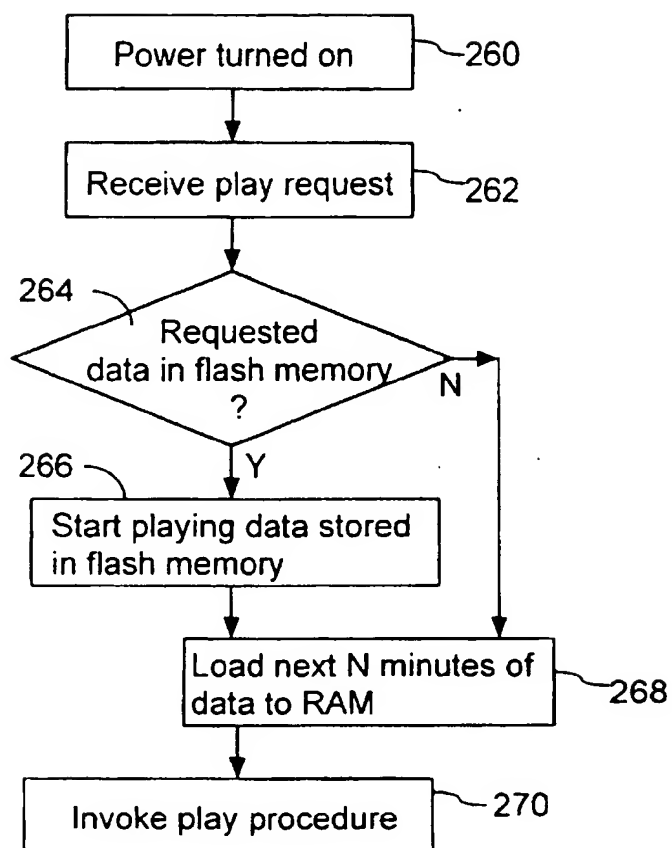 Power turned on
260
Receive play request
262
264
Requested
data in flash memory
?
N
Y
266
Start playing data stored
in flash memory
Load next N minutes of
data to RAM
268
Invoke play procedure
270